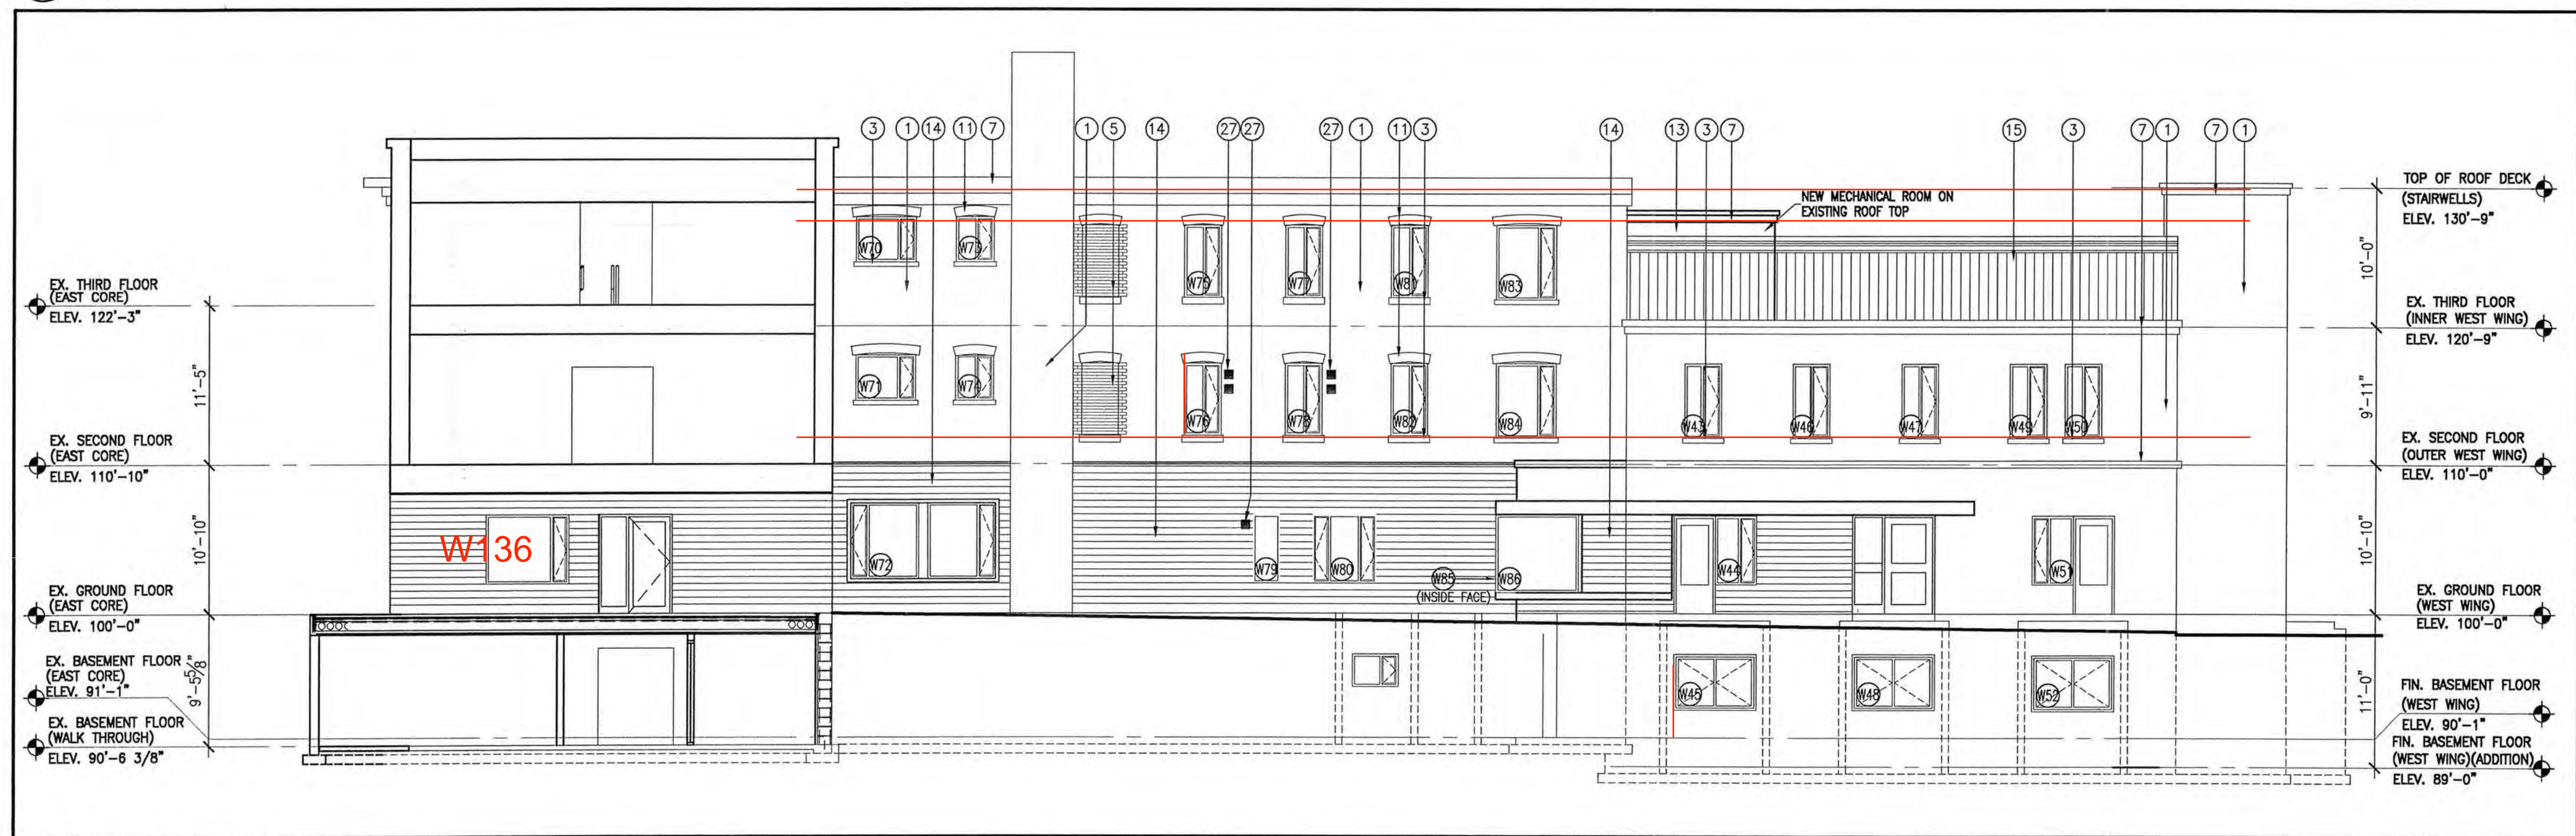 3 1 14 11 7 1 5 14 27 27 27 1 11 3 14 13 3 7 15 3 7 1 7 1
TOP OF ROOF DECK
(STAIRWELLS)
ELEV. 130'-9"
NEW MECHANICAL ROOM ON
EXISTING ROOF TOP
W70 W73 W75 W77 W81 W83
10'-0"
EX. THIRD FLOOR
(EAST CORE)
ELEV. 122'-3"
EX. THIRD FLOOR
(INNER WEST WING)
ELEV. 120'-9"
11'-5"
W71 W74 W76 W78 W82 W84 W43 W46 W47 W49 W50
9'-11"
EX. SECOND FLOOR
(EAST CORE)
ELEV. 110'-10"
EX. SECOND FLOOR
(OUTER WEST WING)
ELEV. 110'-0"
10'-10"
W136
W72 W79 W80 W85 W86 W44 W51
(INSIDE FACE)
10'-10"
EX. GROUND FLOOR
(EAST CORE)
ELEV. 100'-0"
EX. GROUND FLOOR
(WEST WING)
ELEV. 100'-0"
EX. BASEMENT FLOOR
(EAST CORE)
ELEV. 91'-1"
9'-5 5/8"
W45 W48 W52
11'-0"
FIN. BASEMENT FLOOR
(WEST WING)
ELEV. 90'-1"
EX. BASEMENT FLOOR
(WALK THROUGH)
ELEV. 90'-6 3/8"
FIN. BASEMENT FLOOR
(WEST WING)(ADDITION)
ELEV. 89'-0"